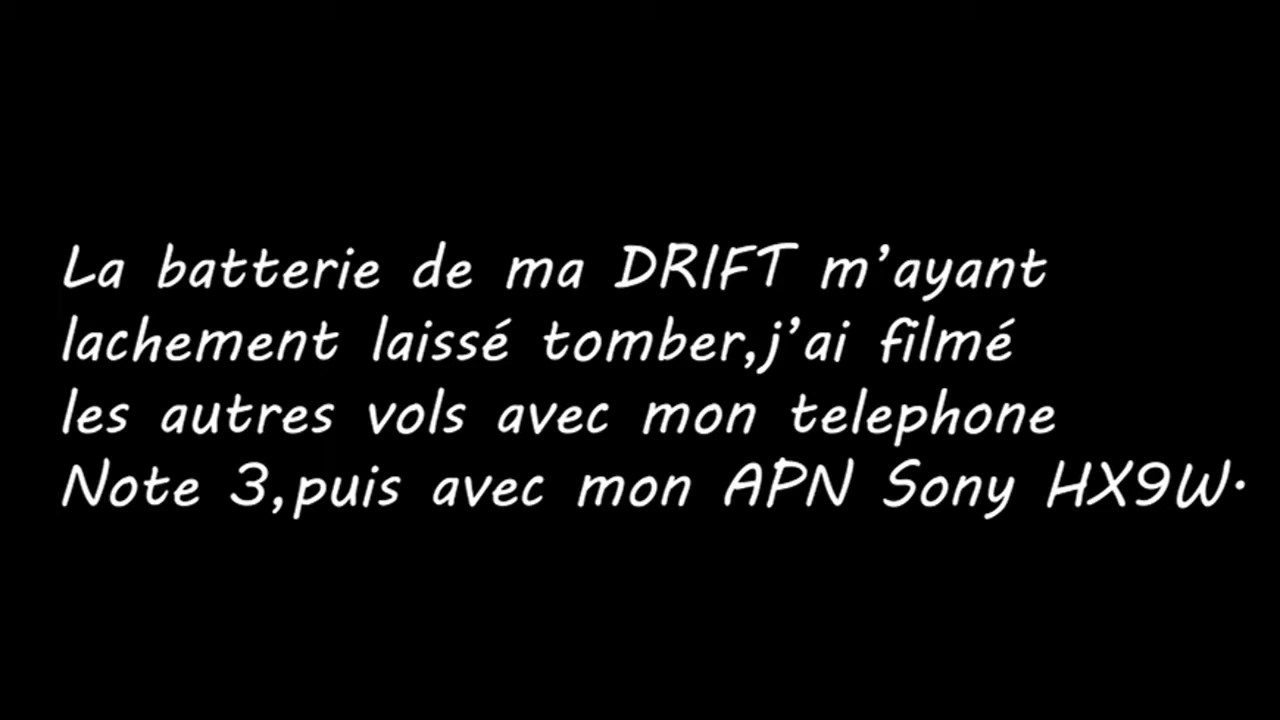 La batterie de ma DRIFT m’ayant
lachement laissé tomber,j’ai filmé
les autres vols avec mon telephone
Note 3,puis avec mon APN Sony HX9W.